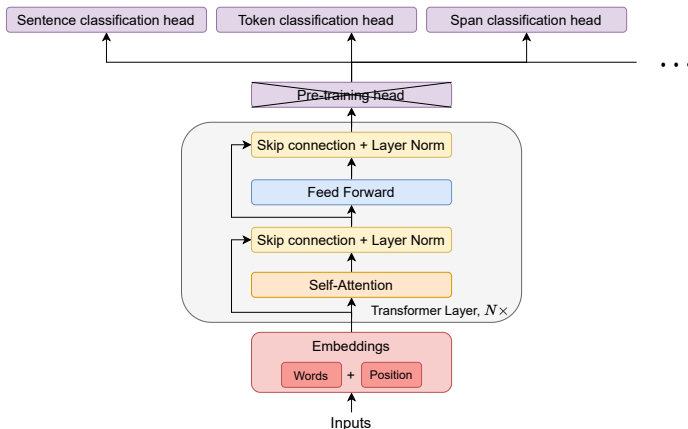 Sentence classification head
Token classification head
Span classification head
• • •
Pre-training head
Skip connection + Layer Norm
Feed Forward
Skip connection + Layer Norm
Self-Attention
Transformer Layer, N×
Embeddings
Words + Position
Inputs